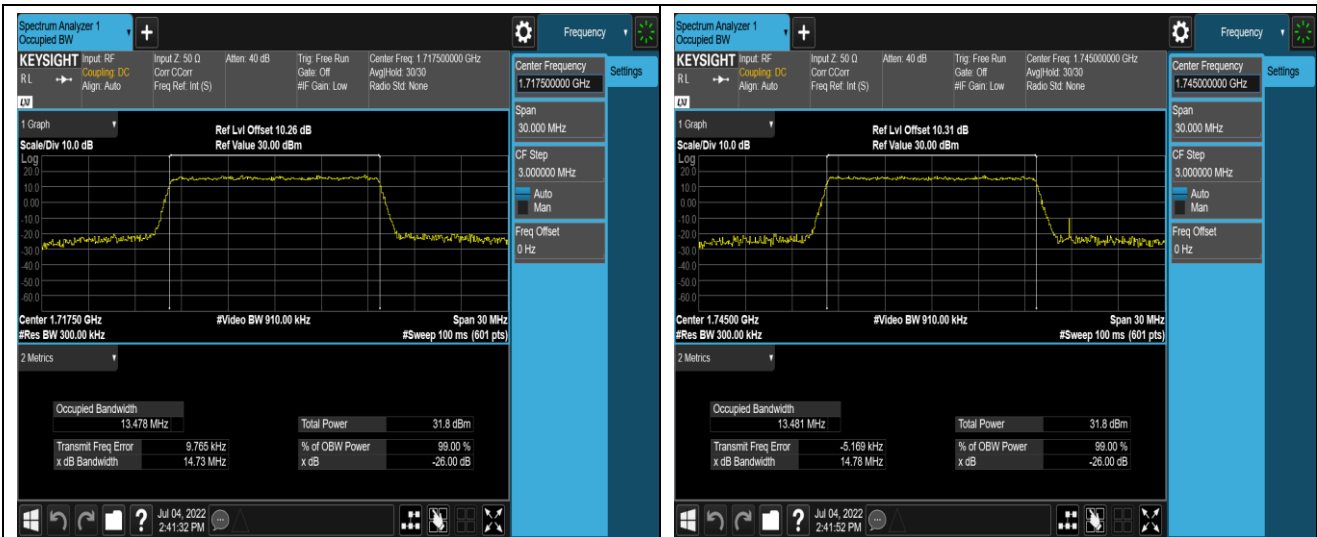 Spectrum Analyzer 1
Occupied BW
+
Frequency
KEYSIGHT
RL
LXI
Input: RF
Coupling: DC
Align: Auto
Input Z: 50 Ω
Corr CCorr
Freq Ref: Int (S)
Atten: 40 dB
Trig: Free Run
Gate: Off
#IF Gain: Low
Center Freq: 1.717500000 GHz
Avg|Hold: 30/30
Radio Std: None
Center Frequency
1.717500000 GHz
Settings
Span
30.000 MHz
CF Step
3.000000 MHz
Auto
Man
Freq Offset
0 Hz
1 Graph
Ref Lvl Offset 10.26 dB
Scale/Div 10.0 dB
Ref Value 30.00 dBm
Log
20.0
10.0
0.00
-10.0
-20.0
-30.0
-40.0
-50.0
-60.0
Center 1.71750 GHz
#Video BW 910.00 kHz
Span 30 MHz
#Res BW 300.00 kHz
#Sweep 100 ms (601 pts)
2 Metrics
Occupied Bandwidth
13.478 MHz
Total Power 31.8 dBm
Transmit Freq Error 9.765 kHz
% of OBW Power 99.00 %
x dB Bandwidth 14.73 MHz
x dB -26.00 dB
?
Jul 04, 2022
2:41:32 PM
Spectrum Analyzer 1
Occupied BW
+
Frequency
KEYSIGHT
RL
LXI
Input: RF
Coupling: DC
Align: Auto
Input Z: 50 Ω
Corr CCorr
Freq Ref: Int (S)
Atten: 40 dB
Trig: Free Run
Gate: Off
#IF Gain: Low
Center Freq: 1.745000000 GHz
Avg|Hold: 30/30
Radio Std: None
Center Frequency
1.745000000 GHz
Settings
Span
30.000 MHz
CF Step
3.000000 MHz
Auto
Man
Freq Offset
0 Hz
1 Graph
Ref Lvl Offset 10.31 dB
Scale/Div 10.0 dB
Ref Value 30.00 dBm
Log
20.0
10.0
0.00
-10.0
-20.0
-30.0
-40.0
-50.0
-60.0
Center 1.74500 GHz
#Video BW 910.00 kHz
Span 30 MHz
#Res BW 300.00 kHz
#Sweep 100 ms (601 pts)
2 Metrics
Occupied Bandwidth
13.481 MHz
Total Power 31.8 dBm
Transmit Freq Error -5.169 kHz
% of OBW Power 99.00 %
x dB Bandwidth 14.78 MHz
x dB -26.00 dB
?
Jul 04, 2022
2:41:52 PM